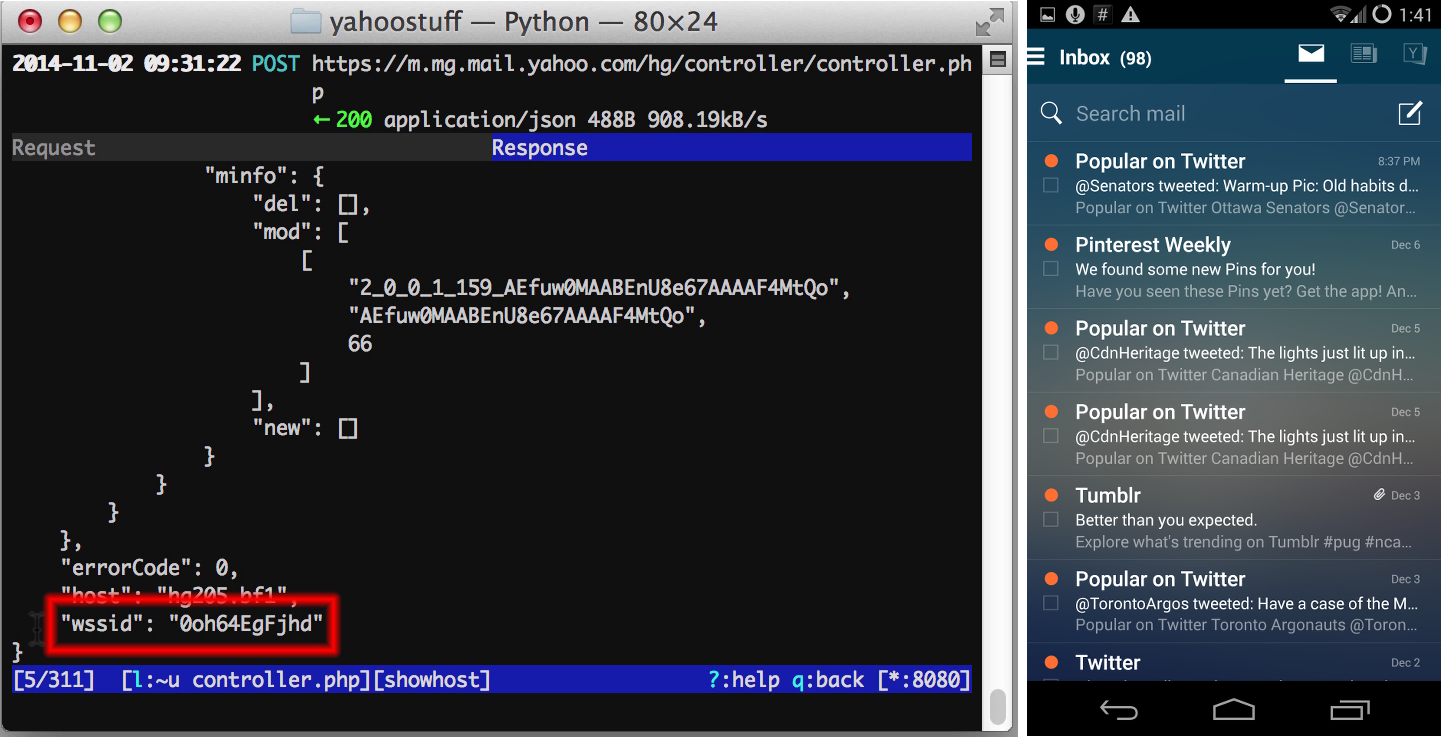 yahoostuff — Python — 80×24
2014-11-02 09:31:22 POST https://m.mg.mail.yahoo.com/hg/controller/controller.ph
p
←200 application/json 488B 908.19kB/s
Request Response
"minfo": {
"del": [],
"mod": [
[
"2_0_0_1_159_AEfuw0MAABEnU8e67AAAAF4MtQo",
"AEfuw0MAABEnU8e67AAAAF4MtQo",
66
]
],
"new": []
}
}
}
},
"errorCode": 0,
"host": "hg205.bf1",
"wssid": "0oh64EgFjhd"
}
[5/311] [l:~u controller.php][showhost] ?:help q:back [*:8080]
# 1:41
Inbox (98)
Search mail
Popular on Twitter 8:37 PM
@Senators tweeted: Warm-up Pic: Old habits d...
Popular on Twitter Ottawa Senators @Senator...
Pinterest Weekly Dec 6
We found some new Pins for you!
Have you seen these Pins yet? Get the app! An...
Popular on Twitter Dec 5
@CdnHeritage tweeted: The lights just lit up in...
Popular on Twitter Canadian Heritage @CdnH...
Popular on Twitter Dec 5
@CdnHeritage tweeted: The lights just lit up in...
Popular on Twitter Canadian Heritage @CdnH...
Tumblr Dec 3
Better than you expected.
Explore what's trending on Tumblr #pug #nca...
Popular on Twitter Dec 3
@TorontoArgos tweeted: Have a case of the M...
Popular on Twitter Toronto Argonauts @Toron...
Twitter Dec 2